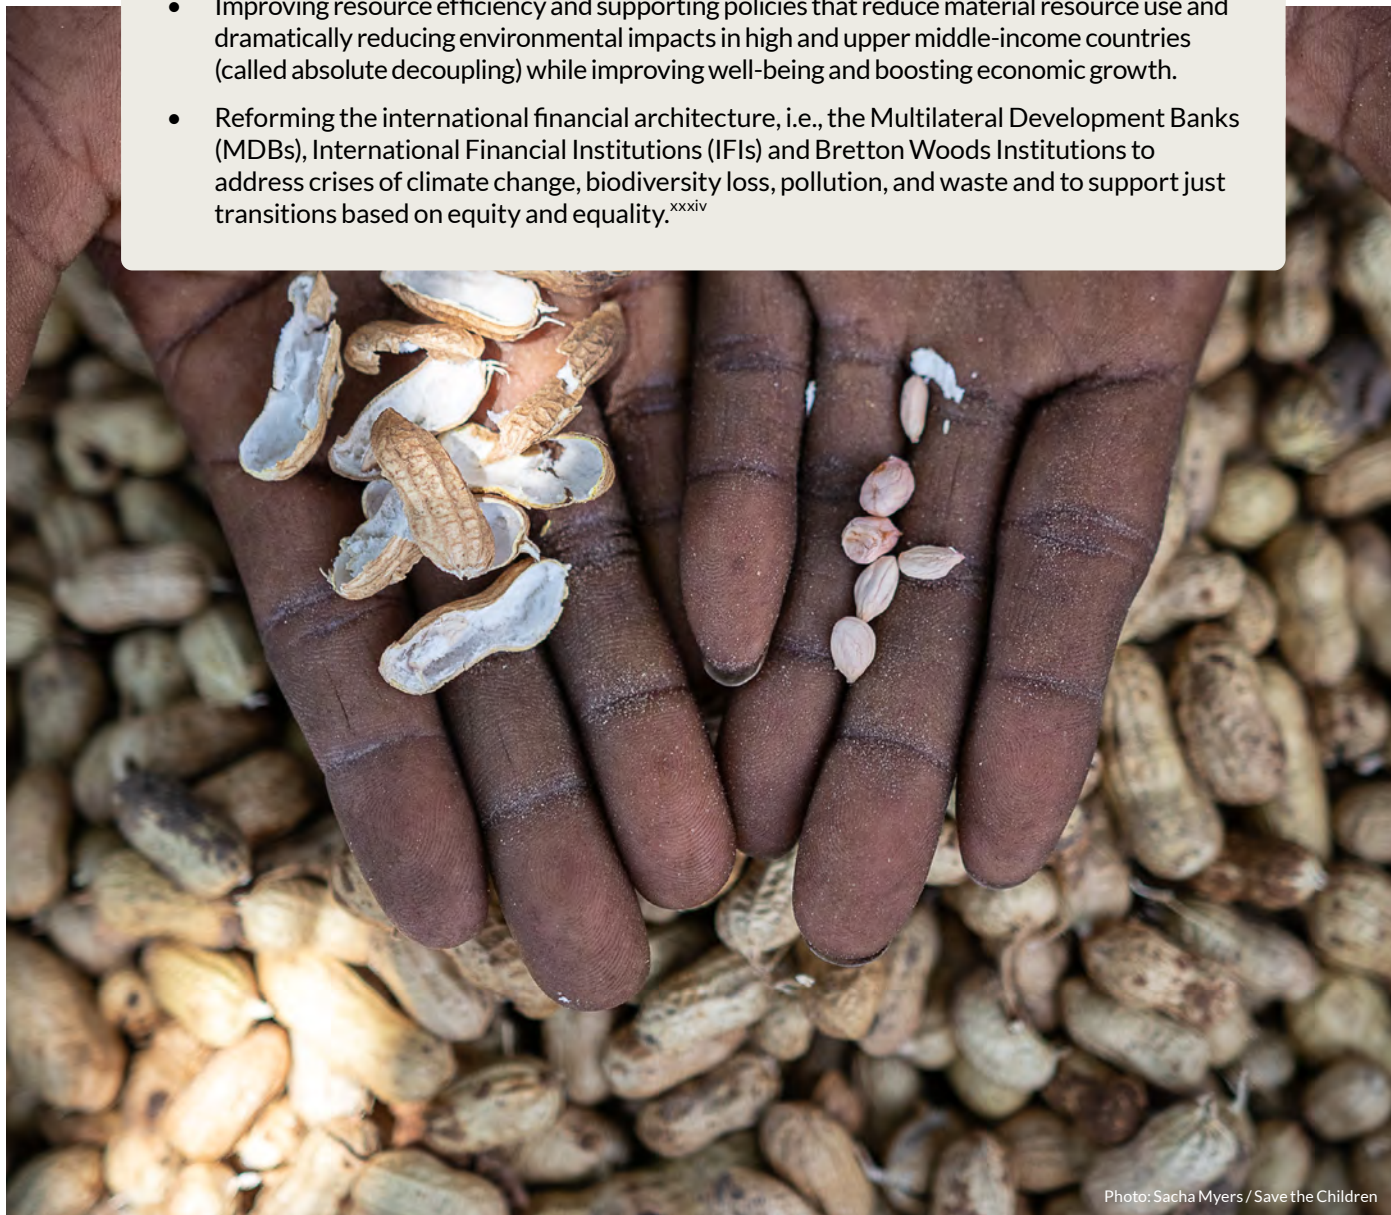 • Improving resource efficiency and supporting policies that reduce material resource use and
dramatically reducing environmental impacts in high and upper middle-income countries
(called absolute decoupling) while improving well-being and boosting economic growth.
• Reforming the international financial architecture, i.e., the Multilateral Development Banks
(MDBs), International Financial Institutions (IFIs) and Bretton Woods Institutions to
address crises of climate change, biodiversity loss, pollution, and waste and to support just
transitions based on equity and equality.xxxiv
Photo: Sacha Myers / Save the Children